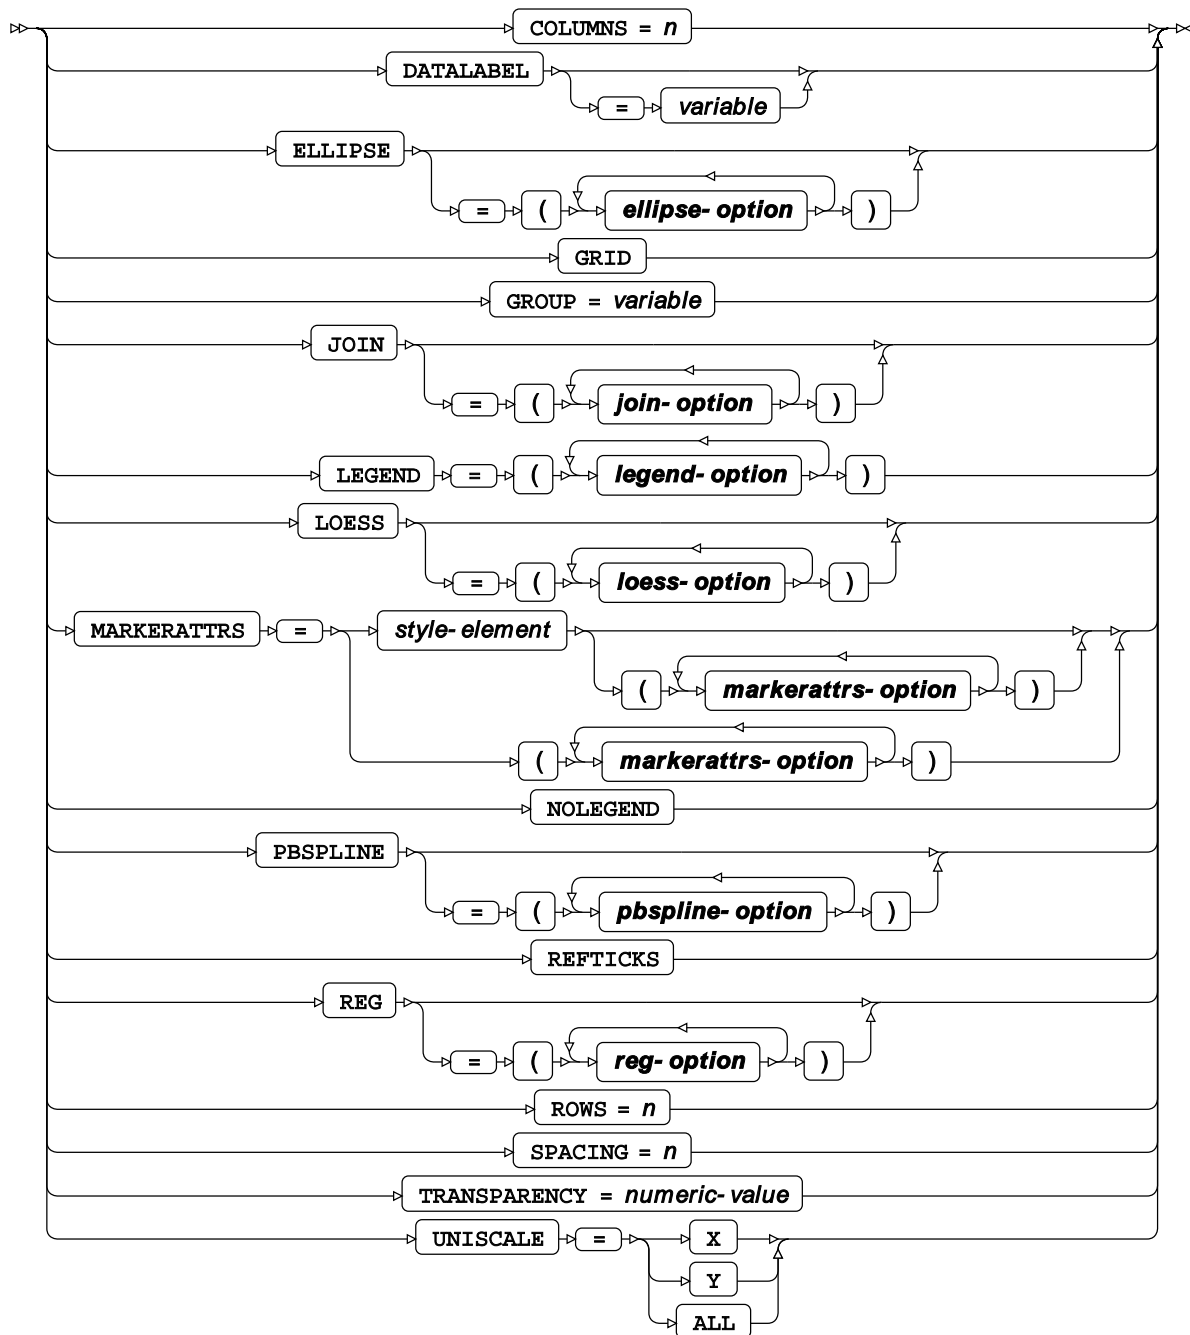 COLUMNS = n
DATALABEL
= variable
ELLIPSE
= ( ellipse-option )
GRID
GROUP = variable
JOIN
= ( join-option )
LEGEND = ( legend-option )
LOESS
= ( loess-option )
MARKERATTRS = style-element
( markerattrs-option )
( markerattrs-option )
NOLEGEND
PBSPLINE
= ( pbspline-option )
REFTICKS
REG
= ( reg-option )
ROWS = n
SPACING = n
TRANSPARENCY = numeric-value
UNISCALE = X
Y
ALL